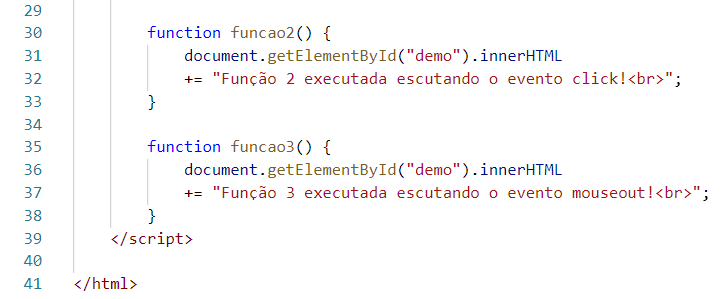 29
30 function funcao2() {
31 document.getElementById("demo").innerHTML
32 += "Função 2 executada escutando o evento click!<br>";
33 }
34
35 function funcao3() {
36 document.getElementById("demo").innerHTML
37 += "Função 3 executada escutando o evento mouseout!<br>";
38 }
39 </script>
40
41 </html>